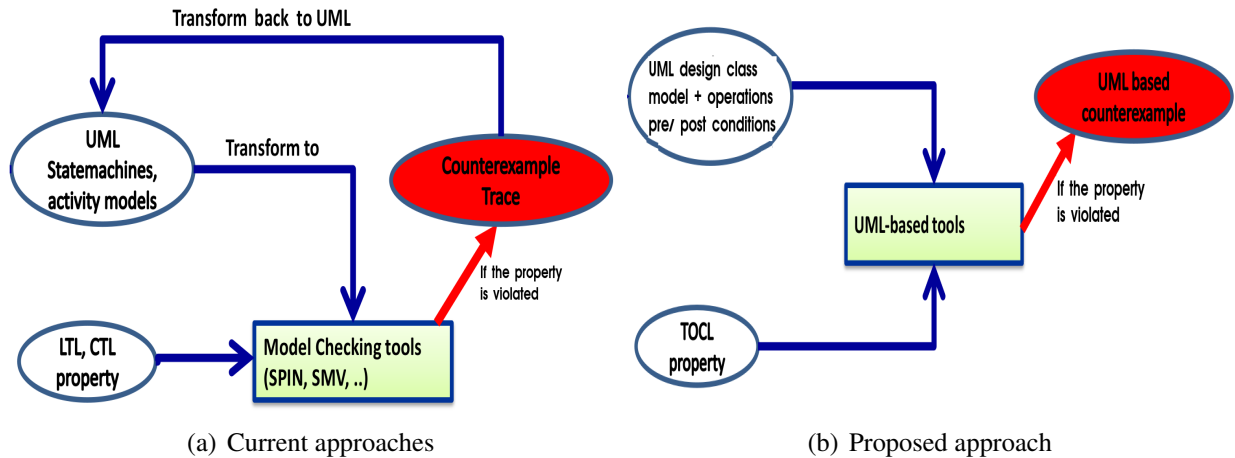 Transform back to UML
UML
Statemachines,
activity models
Transform to
Counterexample
Trace
If the property
is violated
LTL, CTL
property
Model Checking tools
(SPIN, SMV, ..)
(a) Current approaches
UML design class
model + operations
pre/ post conditions
UML based
counterexample
If the property
is violated
UML-based tools
TOCL
property
(b) Proposed approach